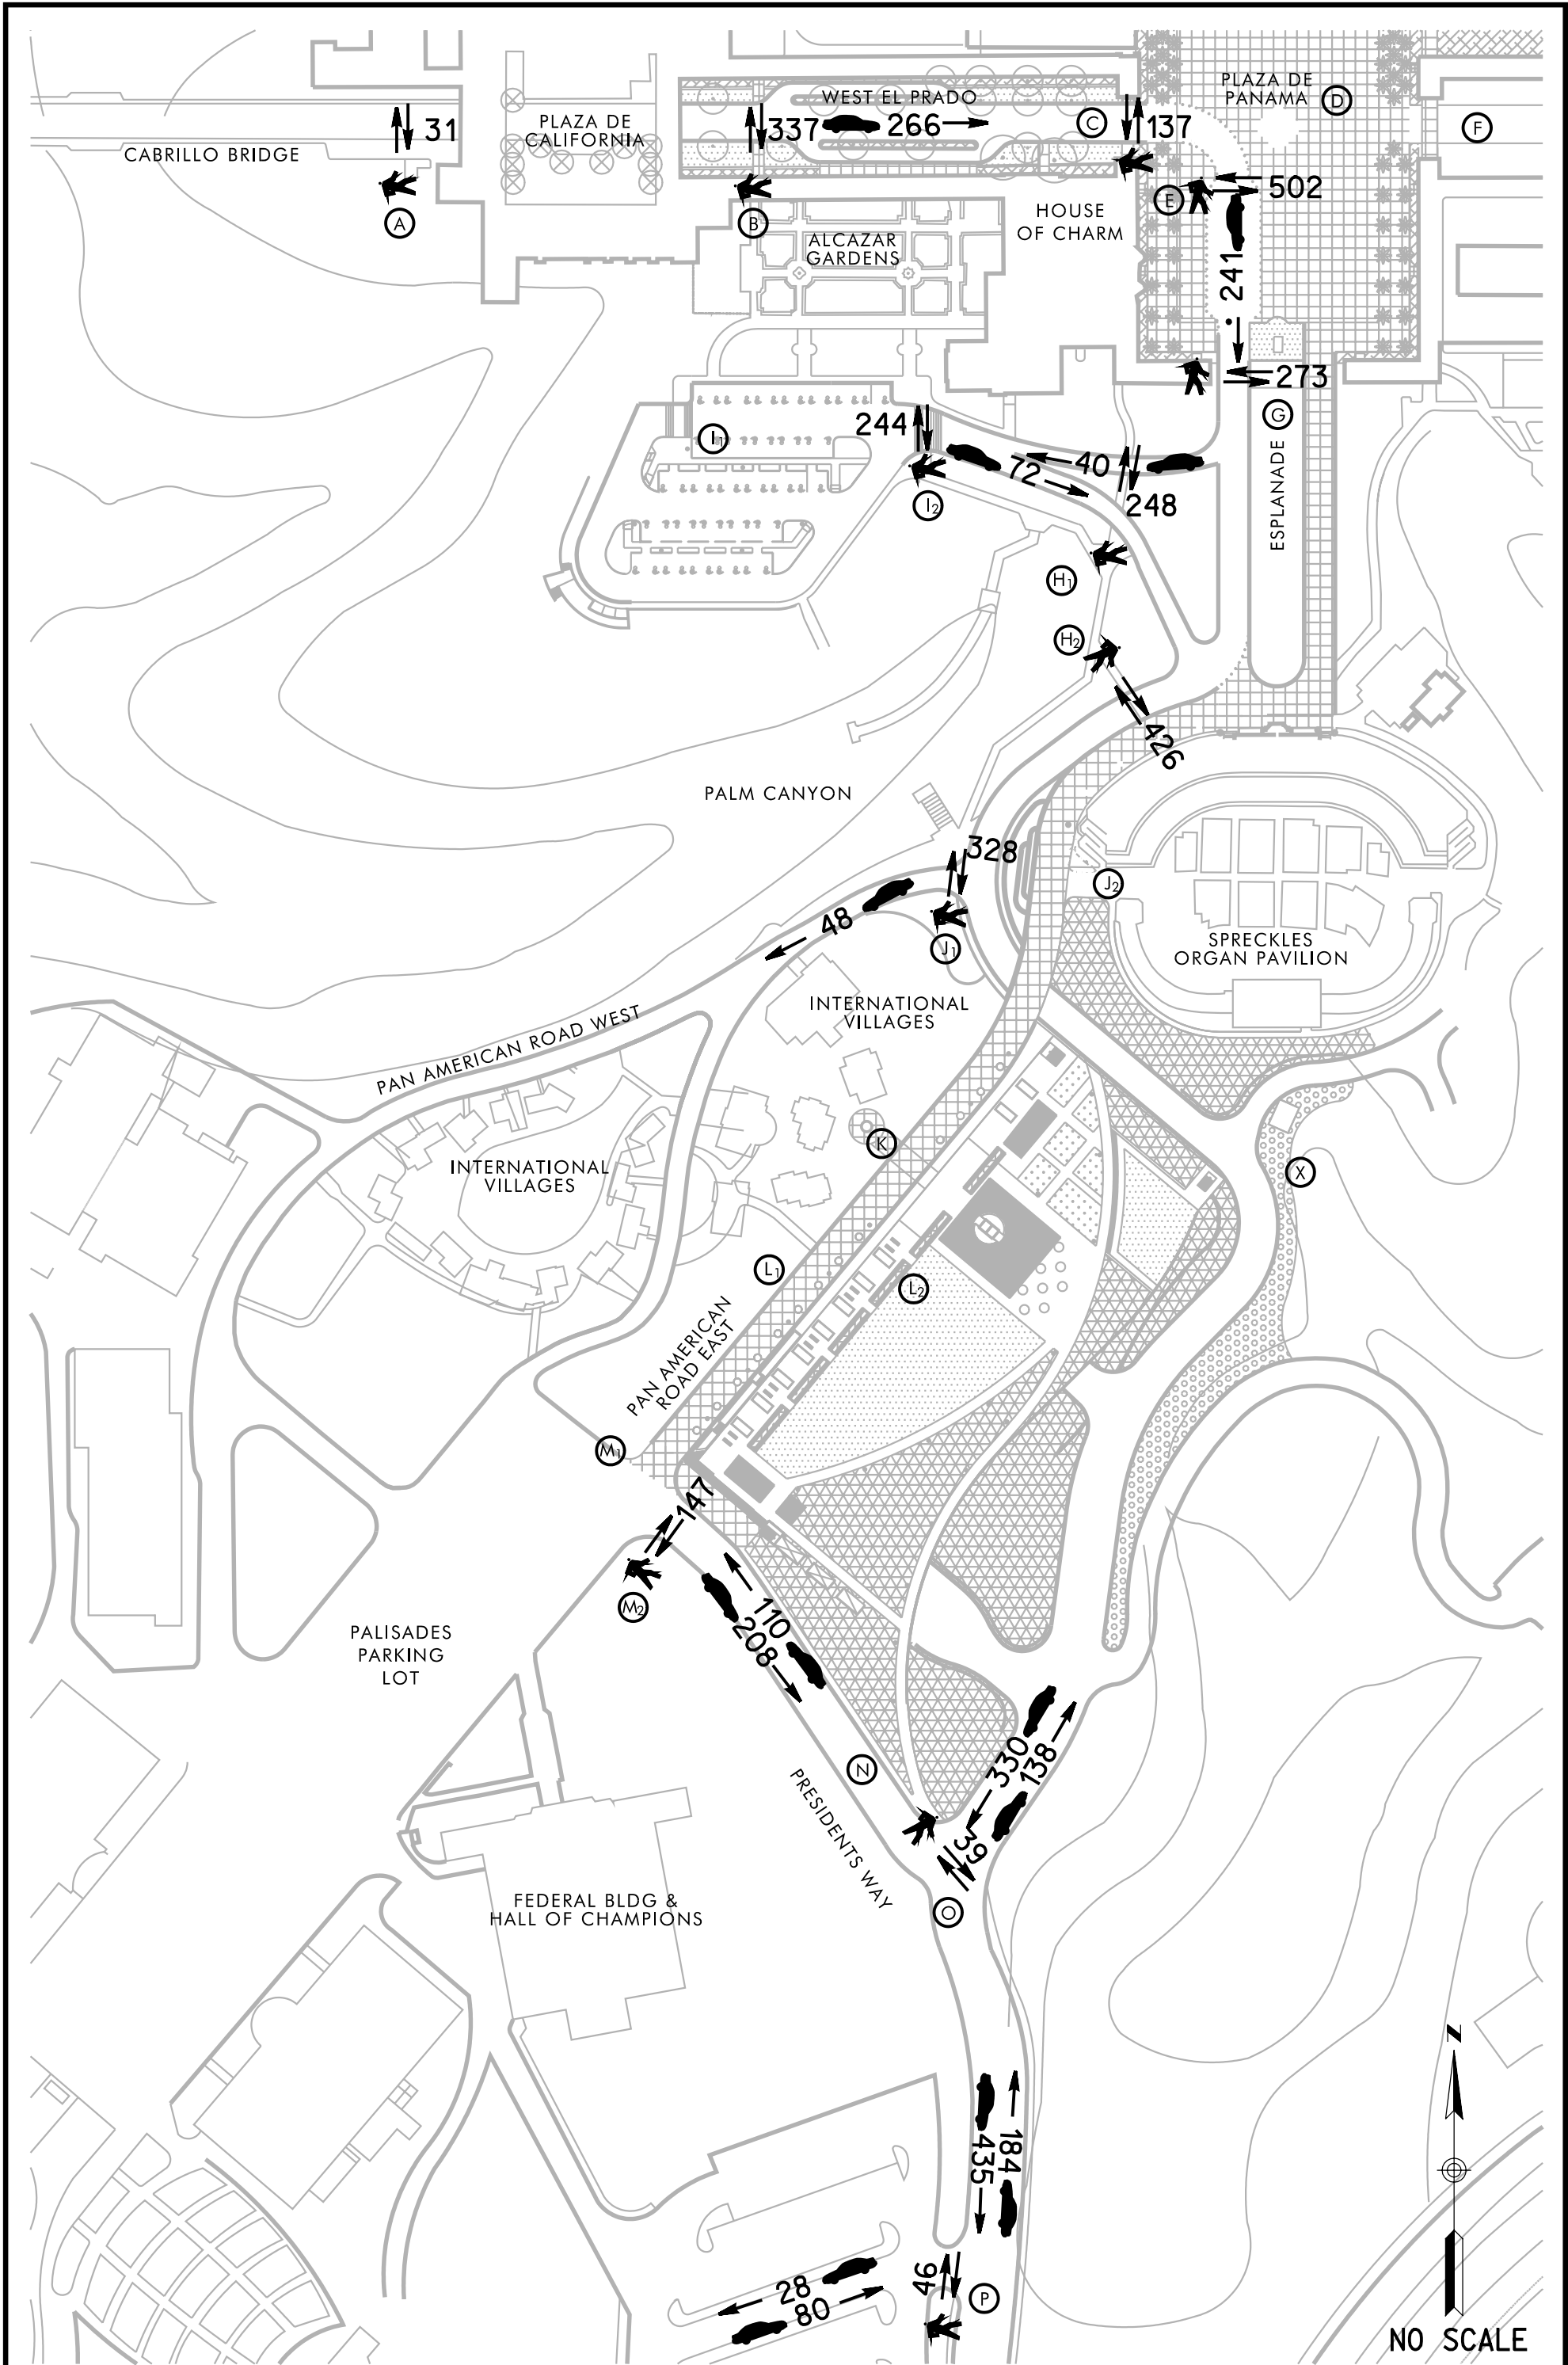 PLAZA DE
PANAMA
D
WEST EL PRADO
337
266
C
137
F
31
PLAZA DE
CALIFORNIA
CABRILLO BRIDGE
A
B
E
502
HOUSE
OF CHARM
ALCAZAR
GARDENS
241
273
G
ESPLANADE
244
I1
I2
72
40
248
H1
H2
426
PALM CANYON
328
J2
48
J1
SPRECKLES
ORGAN PAVILION
INTERNATIONAL
VILLAGES
PAN AMERICAN ROAD WEST
K
X
INTERNATIONAL
VILLAGES
L1
L2
PAN AMERICAN
ROAD EAST
M1
147
M2
110
208
PALISADES
PARKING
LOT
330
138
N
PRESIDENTS WAY
39
O
FEDERAL BLDG &
HALL OF CHAMPIONS
N
435
184
46
P
28
80
NO SCALE